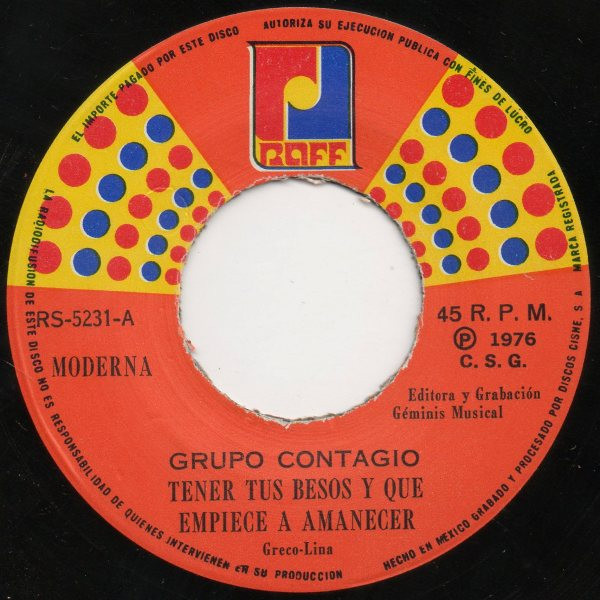 EL IMPORTE PAGADO POR ESTE DISCO AUTORIZA SU EJECUCION PUBLICA CON FINES DE LUCRO
RAFF
LA RADIODIFUSION DE ESTE DISCO NO ES RESPONSABILIDAD DE QUIENES INTERVIENEN EN SU PRODUCCION
HECHO EN MEXICO GRABADO Y PROCESADO POR DISCOS CISNE, S A MARCA REGISTRADA
RS-5231-A
MODERNA
45 R. P. M.
Ⓟ 1976
C. S. G.
Editora y Grabación
Géminis Musical
GRUPO CONTAGIO
TENER TUS BESOS Y QUE
EMPIECE A AMANECER
Greco-Lina